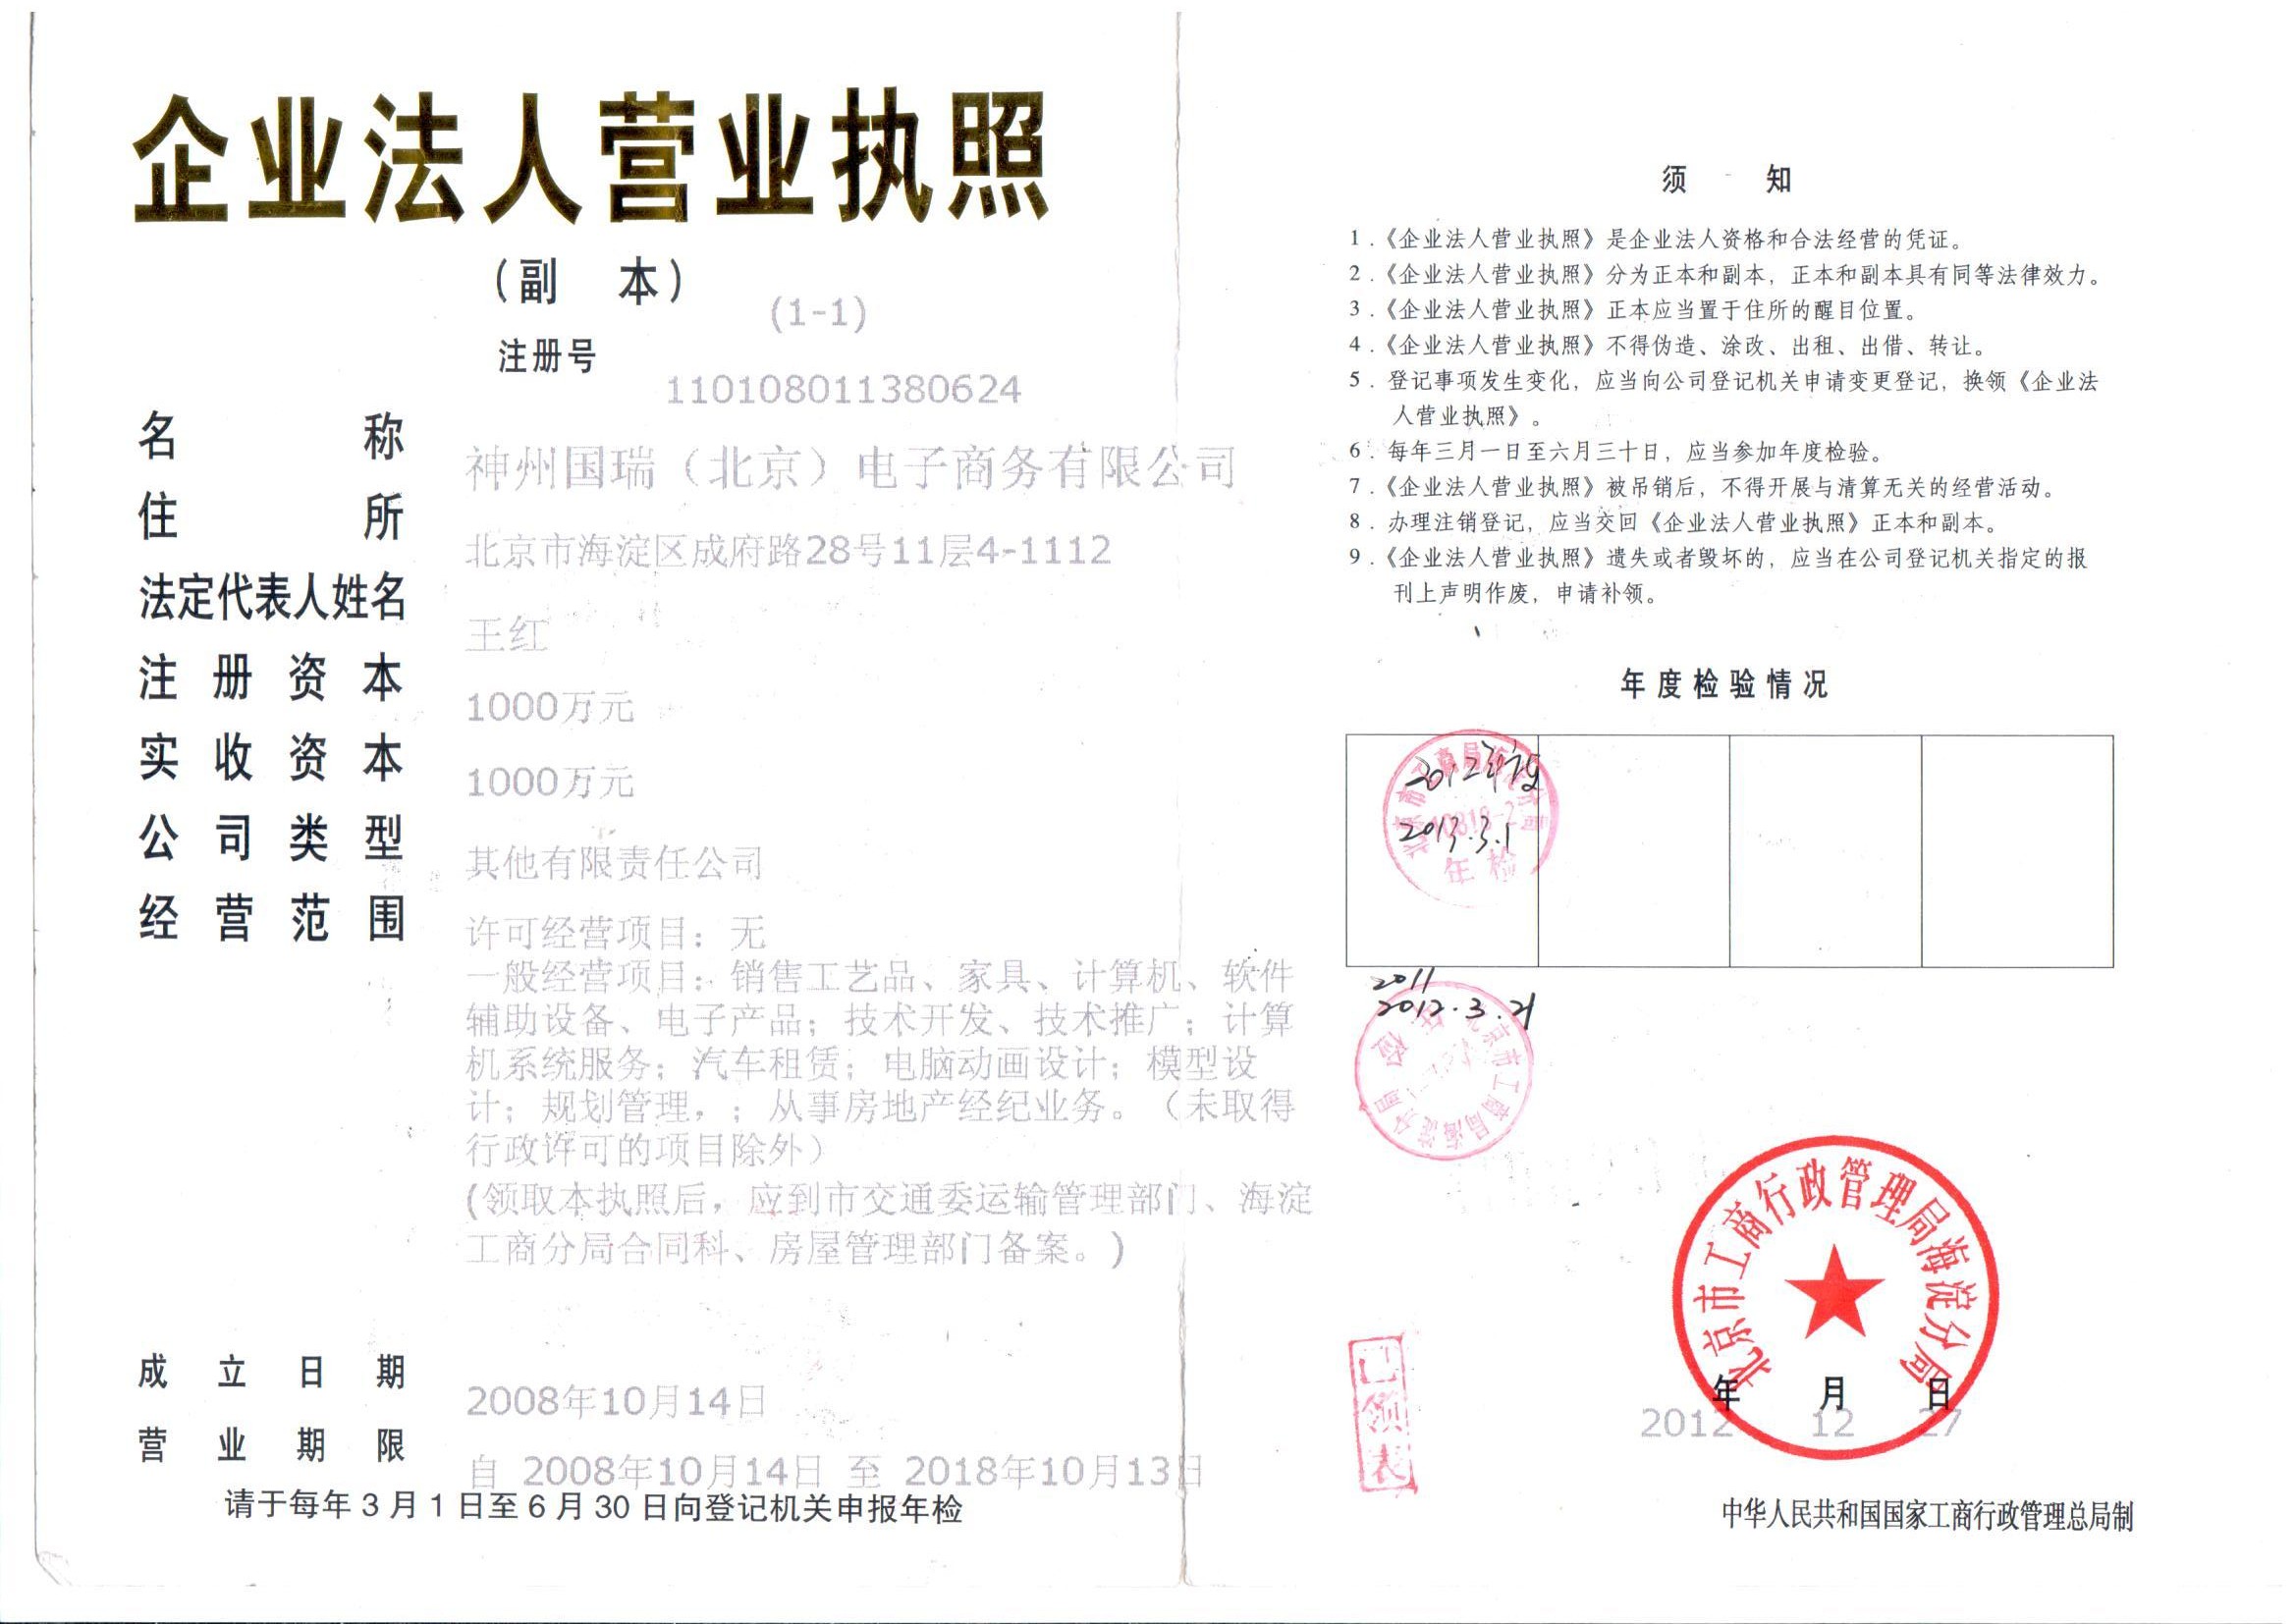 企业法人营业执照
（副 本）
(1-1)
注册号
110108011380624
名称
神州国瑞（北京）电子商务有限公司
住所
北京市海淀区成府路28号11层4-1112
法定代表人姓名
王红
注册资本
1000万元
实收资本
1000万元
公司类型
其他有限责任公司
经营范围
许可经营项目：无
一般经营项目：销售工艺品、家具、计算机、软件
辅助设备、电子产品；技术开发、技术推广；计算
机系统服务；汽车租赁；电脑动画设计；模型设
计；规划管理，；从事房地产经纪业务。（未取得
行政许可的项目除外）
(领取本执照后，应到市交通委运输管理部门、海淀
工商分局合同科、房屋管理部门备案。)
成立日期
2008年10月14日
营业期限
自 2008年10月14日 至 2018年10月13日
请于每年3月1日至6月30日向登记机关申报年检
须 知
1.《企业法人营业执照》是企业法人资格和合法经营的凭证。
2.《企业法人营业执照》分为正本和副本，正本和副本具有同等法律效力。
3.《企业法人营业执照》正本应当置于住所的醒目位置。
4.《企业法人营业执照》不得伪造、涂改、出租、出借、转让。
5. 登记事项发生变化，应当向公司登记机关申请变更登记，换领《企业法
人营业执照》。
6. 每年三月一日至六月三十日，应当参加年度检验。
7.《企业法人营业执照》被吊销后，不得开展与清算无关的经营活动。
8. 办理注销登记，应当交回《企业法人营业执照》正本和副本。
9.《企业法人营业执照》遗失或者毁坏的，应当在公司登记机关指定的报
刊上声明作废，申请补领。
年度检验情况
2013.3.1
年检
2011
2012.3.21
北京市工商局海淀分局
已领表
北京市工商行政管理局海淀分局
年 月 日
2012 12 27
中华人民共和国国家工商行政管理总局制